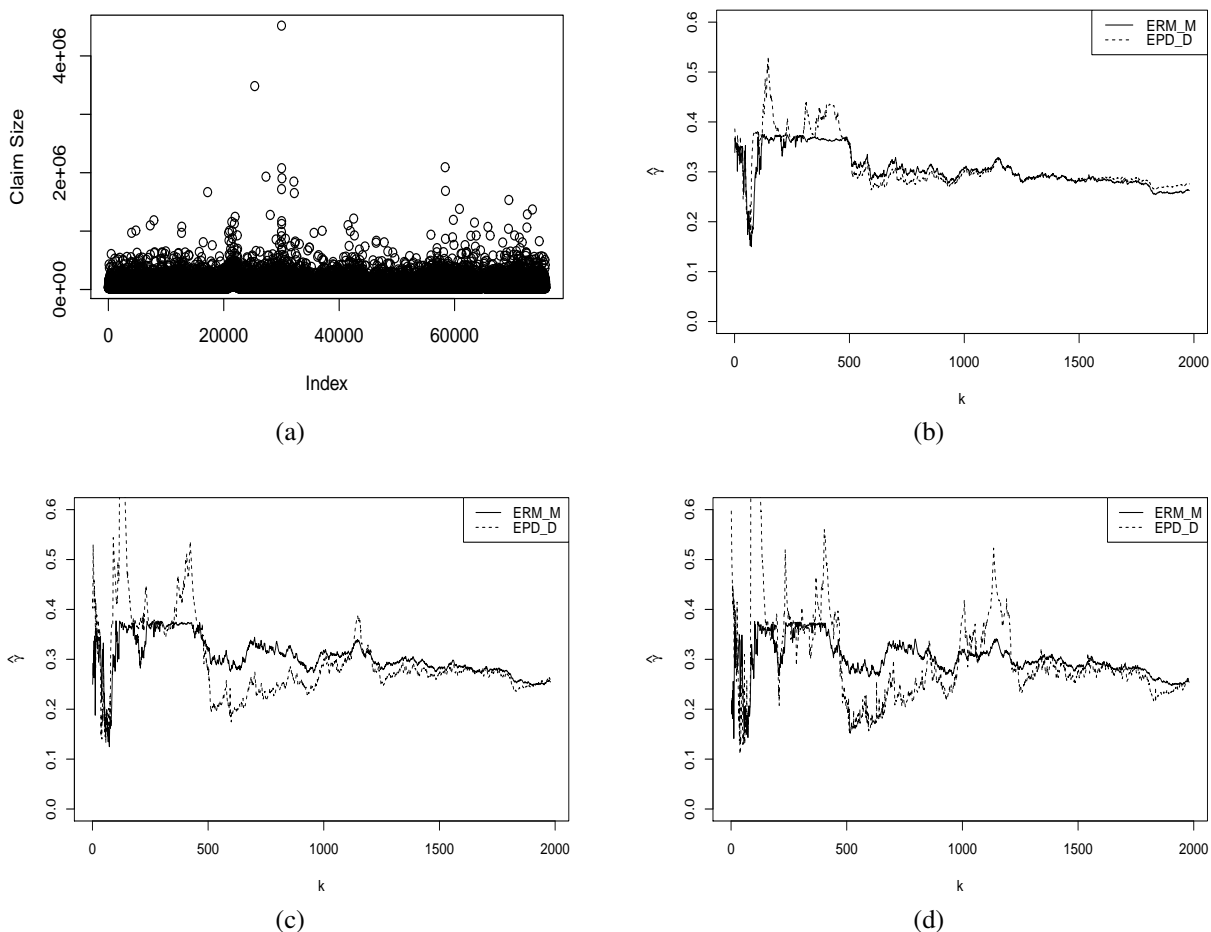 Claim Size
4e+06
2e+06
0e+00
0
20000
40000
60000
Index
(a)
ERM_M
EPD_D
γ̂
0.6
0.5
0.4
0.3
0.2
0.1
0.0
0
500
1000
1500
2000
k
(b)
ERM_M
EPD_D
γ̂
0.6
0.5
0.4
0.3
0.2
0.1
0.0
0
500
1000
1500
2000
k
(c)
ERM_M
EPD_D
γ̂
0.6
0.5
0.4
0.3
0.2
0.1
0.0
0
500
1000
1500
2000
k
(d)